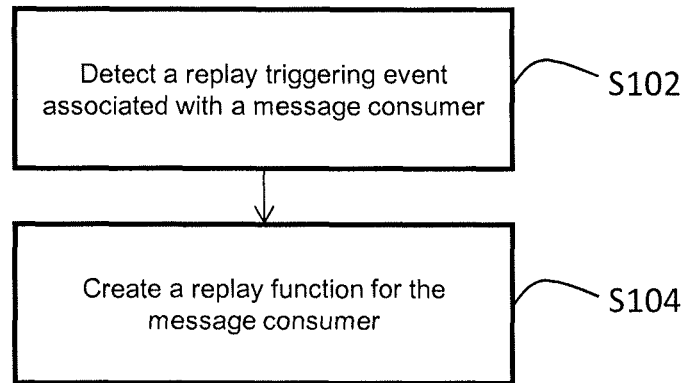 Detect a replay triggering event
associated with a message consumer
S102
Create a replay function for the
message consumer
S104